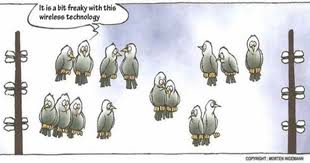 It is a bit freaky with this
wireless technology
COPYRIGHT : MORTEN INGEMANN